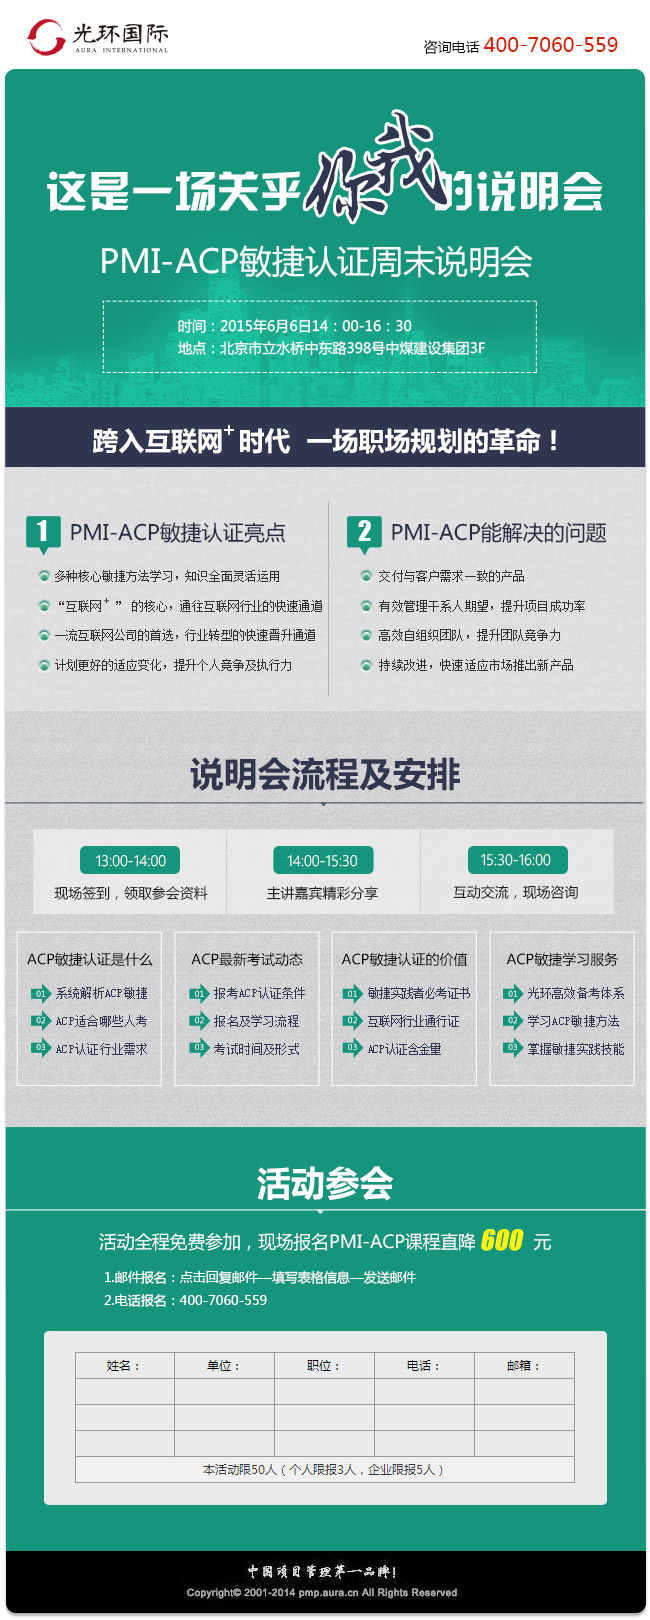 光环国际
AURA INTERNATIONAL
咨询电话 400-7060-559
这是一场关乎你我的说明会
PMI-ACP敏捷认证周末说明会
时间：2015年6月6日14：00-16：30
地点：北京市立水桥中东路398号中煤建设集团3F
跨入互联网+时代 一场职场规划的革命！
1 PMI-ACP敏捷认证亮点
多种核心敏捷方法学习，知识全面灵活运用
“互联网+” 的核心，通往互联网行业的快速通道
一流互联网公司的首选，行业转型的快速晋升通道
计划更好的适应变化，提升个人竞争及执行力
2 PMI-ACP能解决的问题
交付与客户需求一致的产品
有效管理干系人期望，提升项目成功率
高效自组织团队，提升团队竞争力
持续改进，快速适应市场推出新产品
说明会流程及安排
13:00-14:00
现场签到，领取参会资料
14:00-15:30
主讲嘉宾精彩分享
15:30-16:00
互动交流，现场咨询
ACP敏捷认证是什么
01 系统解析ACP敏捷
02 ACP适合哪些人考
03 ACP认证行业需求
ACP最新考试动态
01 报考ACP认证条件
02 报名及学习流程
03 考试时间及形式
ACP敏捷认证的价值
01 敏捷实践者必考证书
02 互联网行业通行证
03 ACP认证含金量
ACP敏捷学习服务
01 光环高效备考体系
02 学习ACP敏捷方法
03 掌握敏捷实践技能
活动参会
活动全程免费参加，现场报名PMI-ACP课程直降 600 元
1.邮件报名：点击回复邮件—填写表格信息—发送邮件
2.电话报名：400-7060-559
姓名： 单位： 职位： 电话： 邮箱：
本活动限50人（个人限报3人，企业限报5人）
中国项目管理第一品牌！
Copyright© 2001-2014 pmp.aura.cn All Rights Reserved